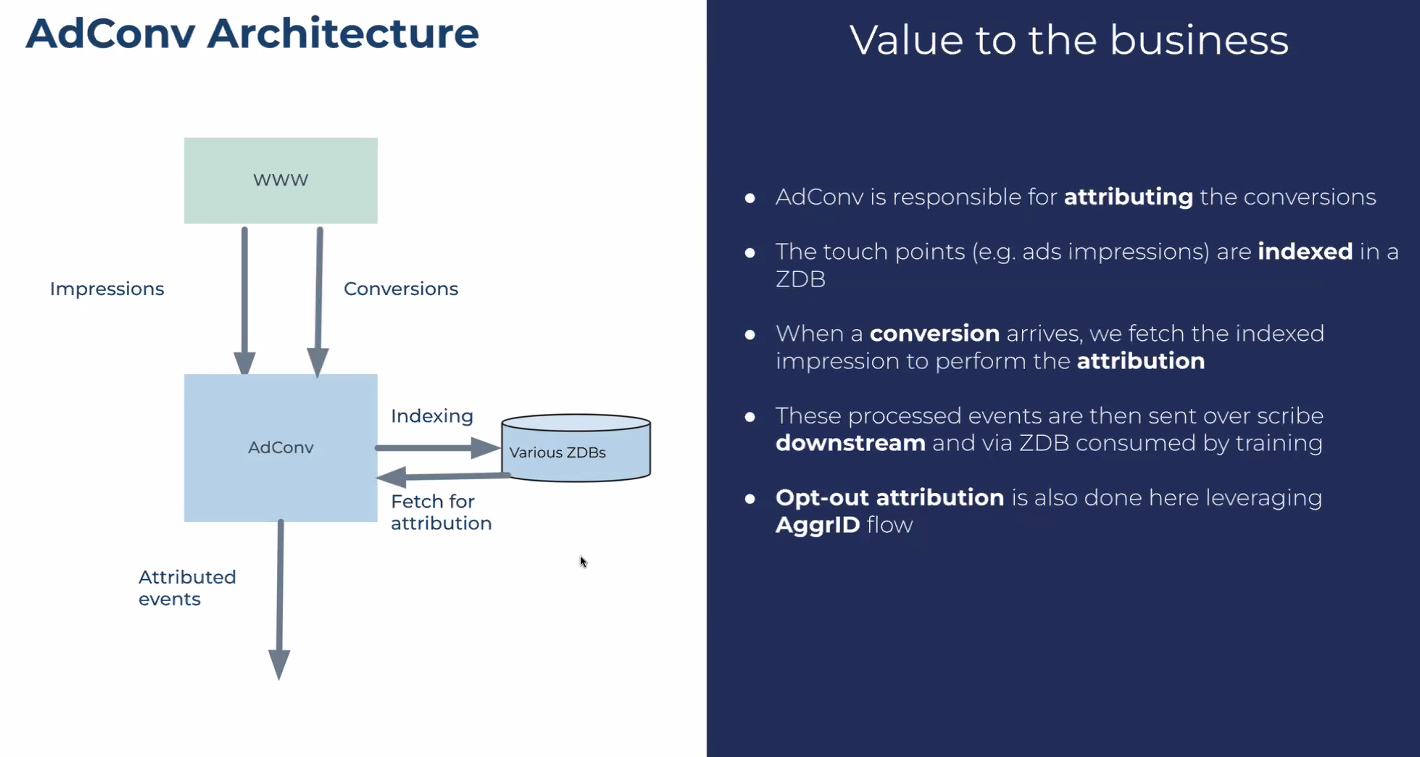 AdConv Architecture
WWW
Impressions
Conversions
AdConv
Indexing
Various ZDBs
Fetch for
attribution
Attributed
events
Value to the business
● AdConv is responsible for attributing the conversions
● The touch points (e.g. ads impressions) are indexed in a
ZDB
● When a conversion arrives, we fetch the indexed
impression to perform the attribution
● These processed events are then sent over scribe
downstream and via ZDB consumed by training
● Opt-out attribution is also done here leveraging
AggrID flow